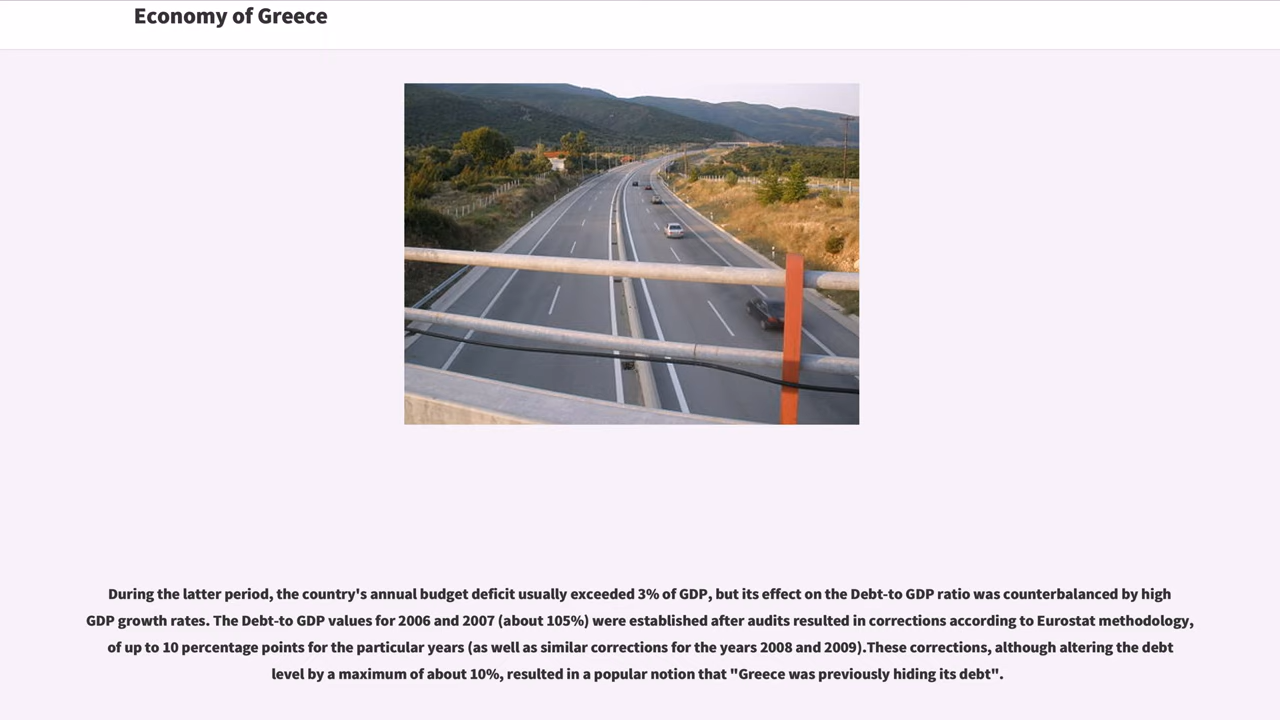 Economy of Greece
During the latter period, the country's annual budget deficit usually exceeded 3% of GDP, but its effect on the Debt-to GDP ratio was counterbalanced by high
GDP growth rates. The Debt-to GDP values for 2006 and 2007 (about 105%) were established after audits resulted in corrections according to Eurostat methodology,
of up to 10 percentage points for the particular years (as well as similar corrections for the years 2008 and 2009).These corrections, although altering the debt
level by a maximum of about 10%, resulted in a popular notion that "Greece was previously hiding its debt".